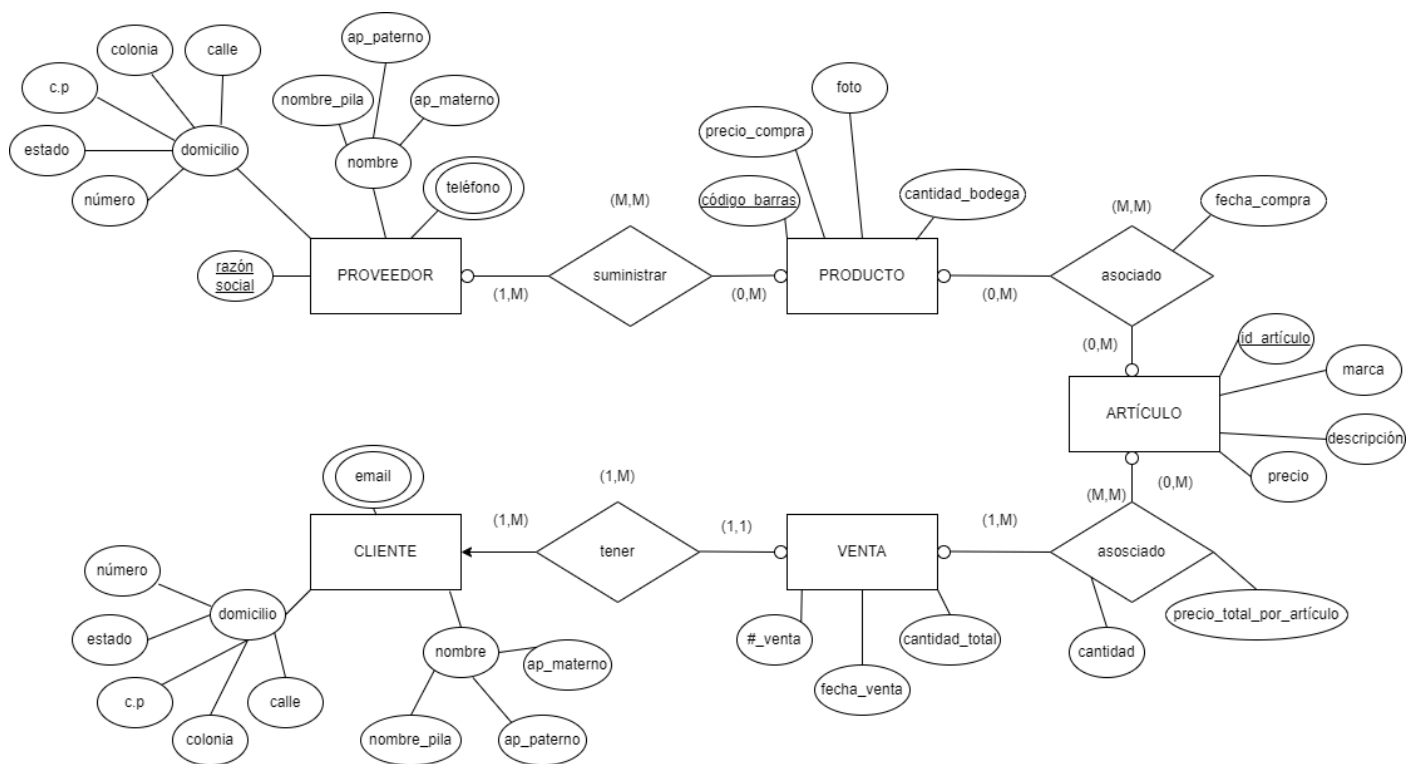 ap_paterno
colonia
calle
c.p
nombre_pila
ap_materno
foto
precio_compra
estado
domicilio
nombre
teléfono
cantidad_bodega
número
(M,M)
código_barras
(M,M)
fecha_compra
razón
social
PROVEEDOR
suministrar
PRODUCTO
asociado
(1,M)
(0,M)
(0,M)
(0,M)
id_artículo
marca
ARTÍCULO
descripción
email
(1,M)
(0,M)
precio
(M,M)
(1,M)
(1,1)
(1,M)
CLIENTE
tener
VENTA
asosciado
número
domicilio
precio_total_por_artículo
estado
#_venta
cantidad_total
nombre
cantidad
ap_materno
c.p
calle
fecha_venta
colonia
nombre_pila
ap_paterno